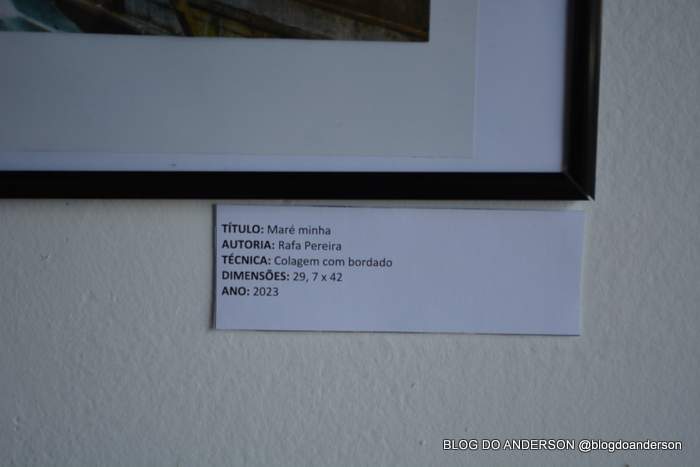 TÍTULO: Maré minha
AUTORIA: Rafa Pereira
TÉCNICA: Colagem com bordado
DIMENSÕES: 29, 7 x 42
ANO: 2023
BLOG DO ANDERSON @blogdoanderson